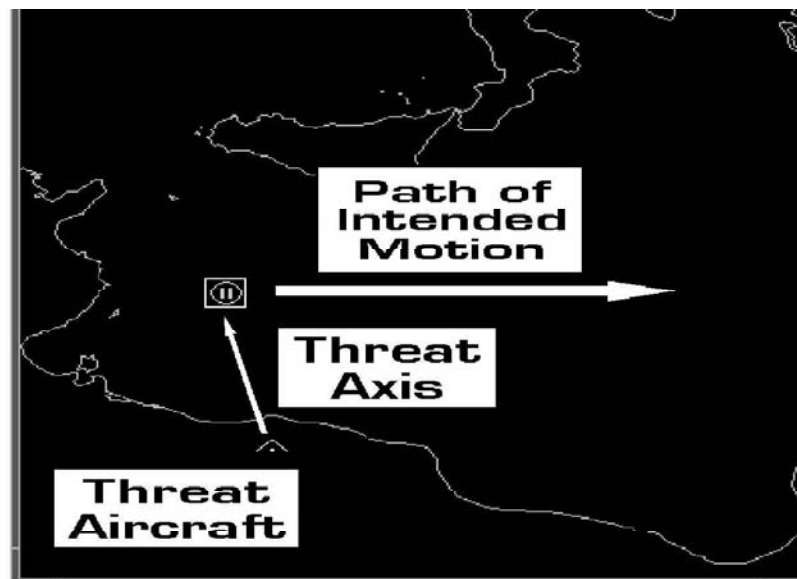 Path of
Intended
Motion
Threat
Axis
Threat
Aircraft